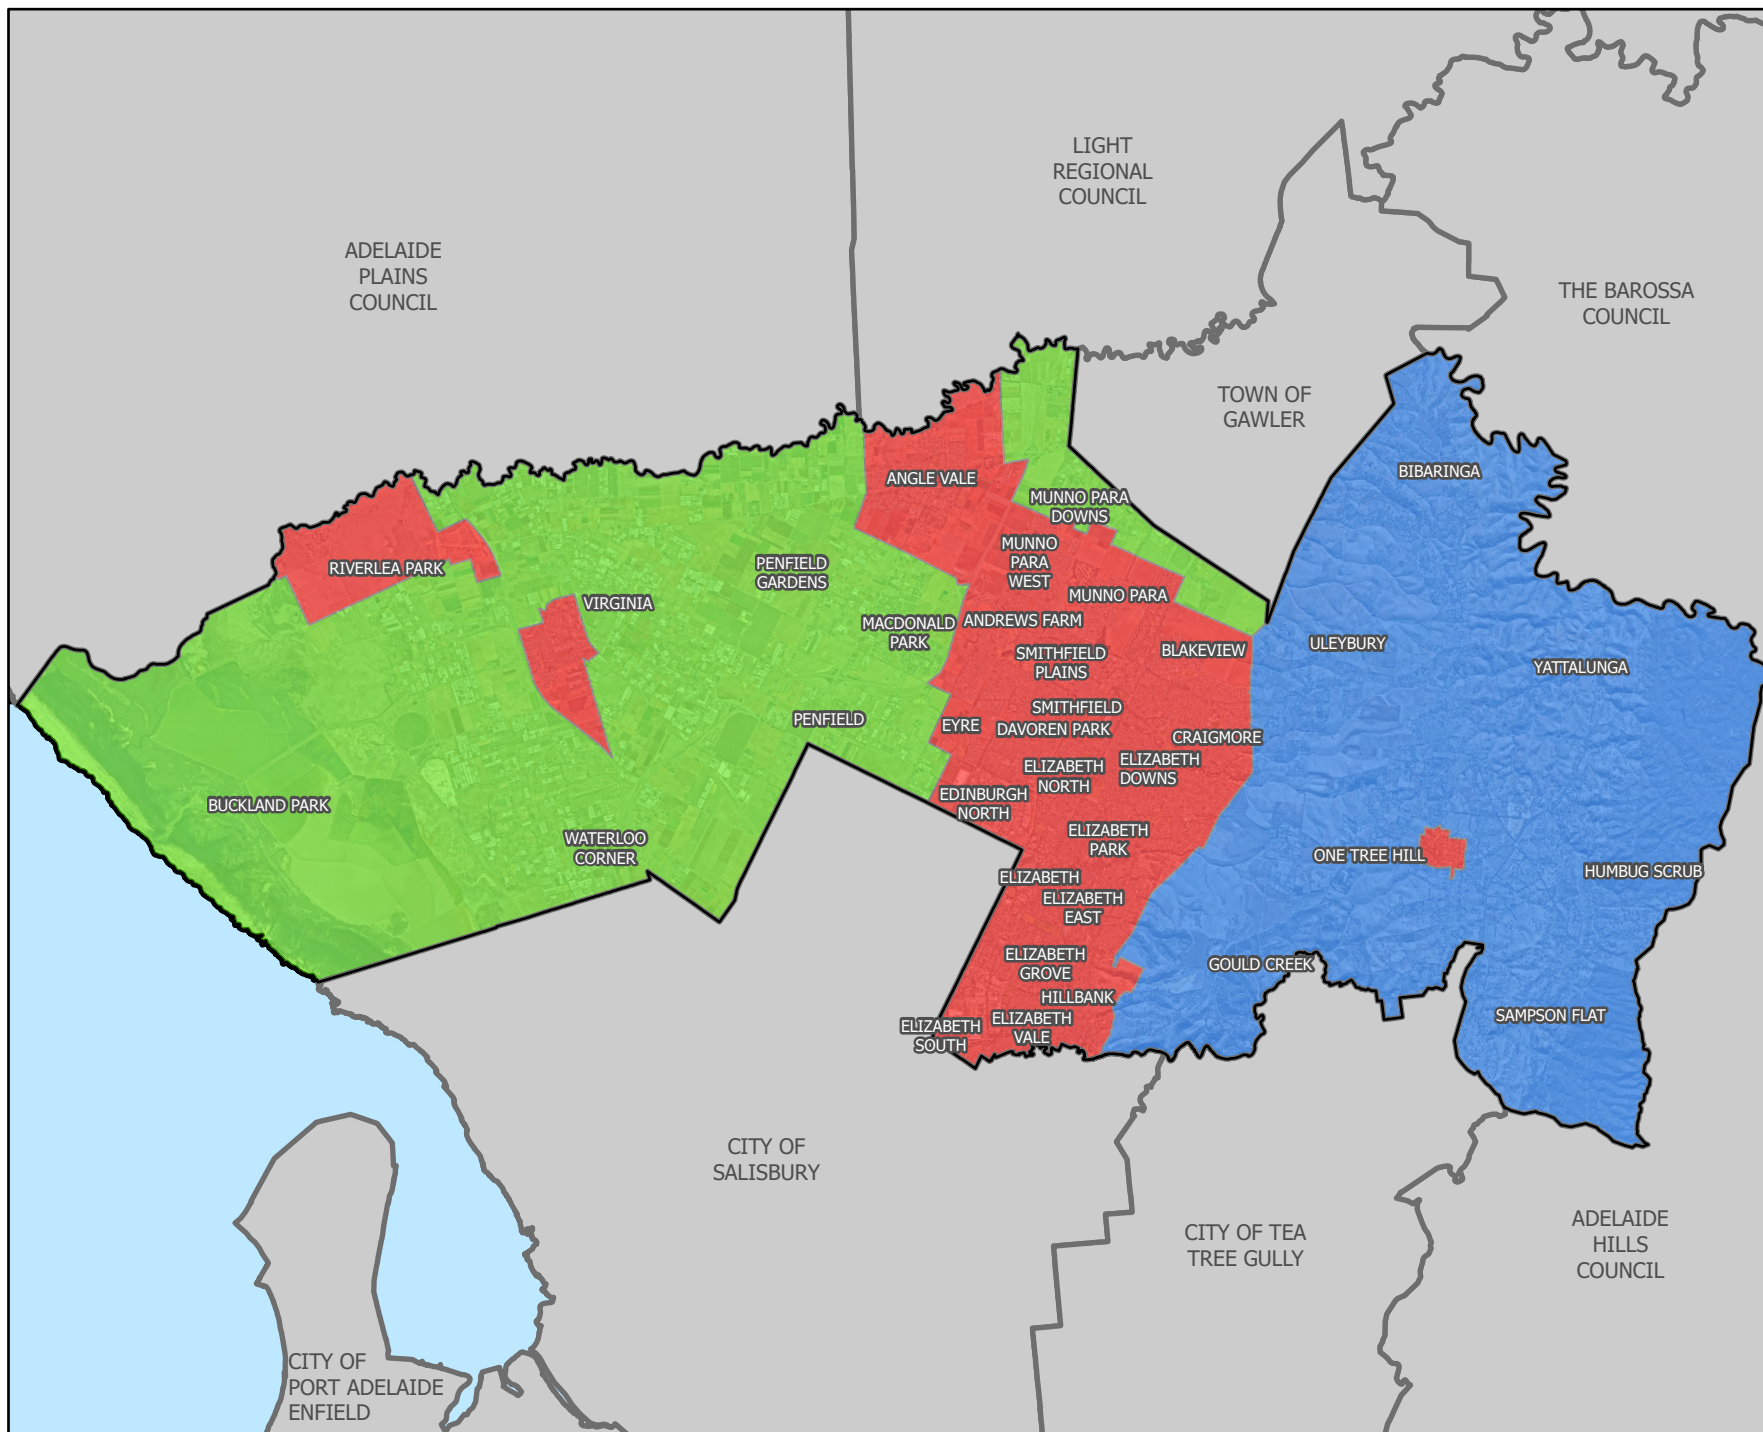 LIGHT
REGIONAL
COUNCIL
ADELAIDE
PLAINS
COUNCIL
THE BAROSSA
COUNCIL
TOWN OF
GAWLER
BIBARINGA
ANGLE VALE
MUNNO PARA
DOWNS
MUNNO
PARA
WEST
PENFIELD
GARDENS
RIVERLEA PARK
MUNNO PARA
VIRGINIA
MACDONALD
PARK
ANDREWS FARM
BLAKEVIEW
ULEYBURY
SMITHFIELD
PLAINS
YATTALUNGA
SMITHFIELD
PENFIELD
EYRE
DAVOREN PARK
CRAIGMORE
ELIZABETH
DOWNS
ELIZABETH
NORTH
EDINBURGH
NORTH
BUCKLAND PARK
WATERLOO
CORNER
ELIZABETH
PARK
ONE TREE HILL
HUMBUG SCRUB
ELIZABETH
ELIZABETH
EAST
ELIZABETH
GROVE
GOULD CREEK
HILLBANK
SAMPSON FLAT
ELIZABETH
VALE
ELIZABETH
SOUTH
CITY OF
SALISBURY
CITY OF TEA
TREE GULLY
ADELAIDE
HILLS
COUNCIL
CITY OF
PORT ADELAIDE
ENFIELD